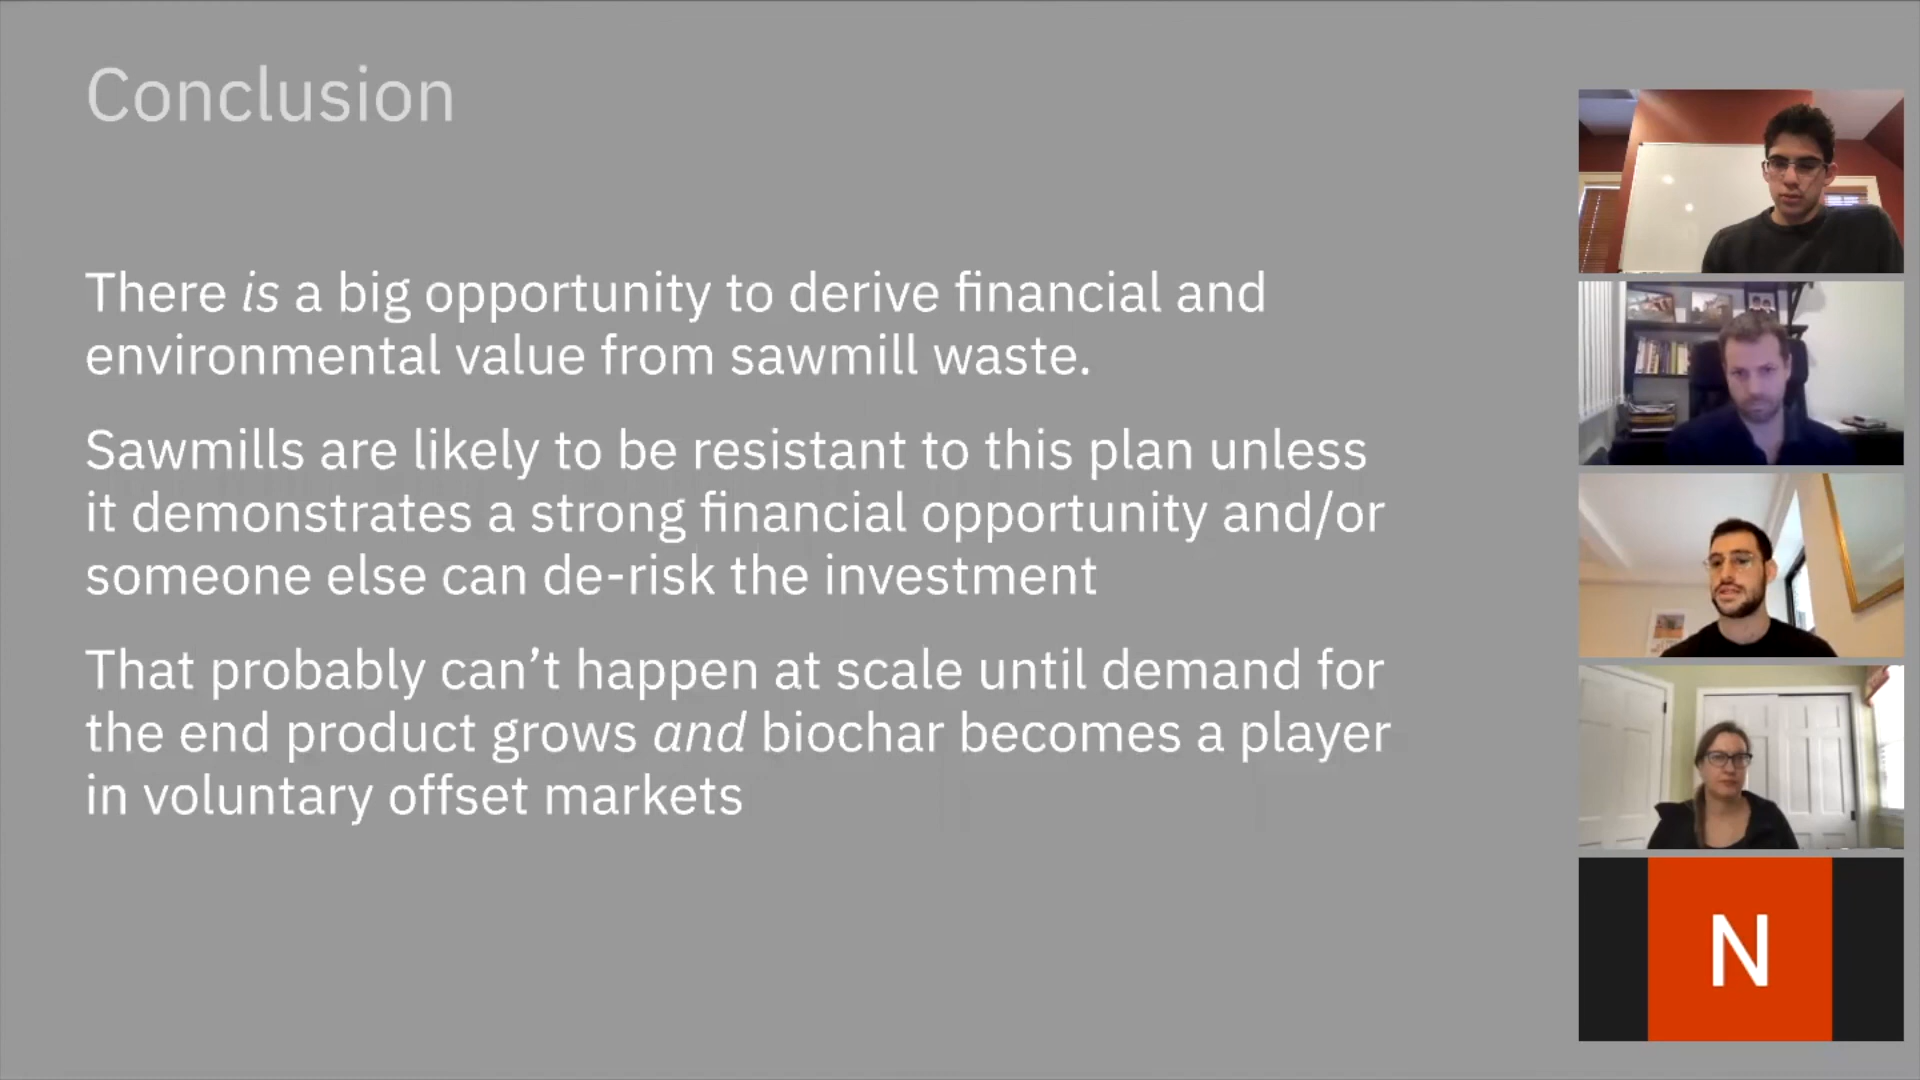 Conclusion
There is a big opportunity to derive financial and
environmental value from sawmill waste.
Sawmills are likely to be resistant to this plan unless
it demonstrates a strong financial opportunity and/or
someone else can de-risk the investment
That probably can’t happen at scale until demand for
the end product grows and biochar becomes a player
in voluntary offset markets
N